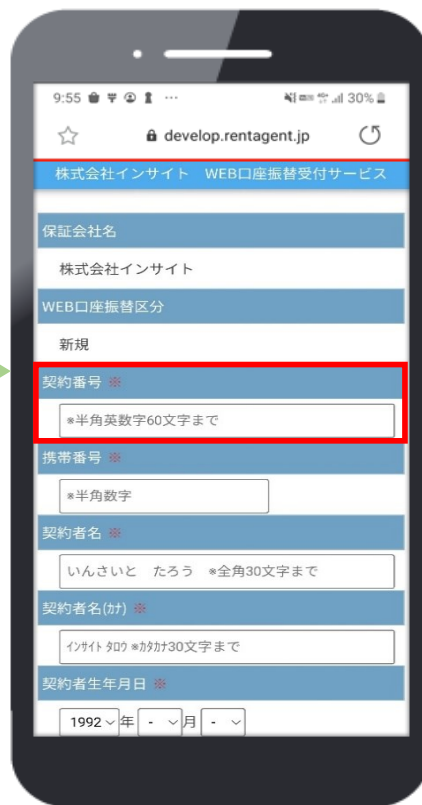 9:55 ... 30%
develop.rentagent.jp
株式会社インサイト WEB口座振替受付サービス
保証会社名
株式会社インサイト
WEB口座振替区分
新規
契約番号 ※
※半角英数字60文字まで
携帯番号 ※
※半角数字
契約者名 ※
いんさいと たろう ※全角30文字まで
契約者名(ｶﾅ) ※
ｲﾝｻｲﾄ ﾀﾛｳ ※ｶﾀｶﾅ30文字まで
契約者生年月日 ※
1992 年 - 月 -